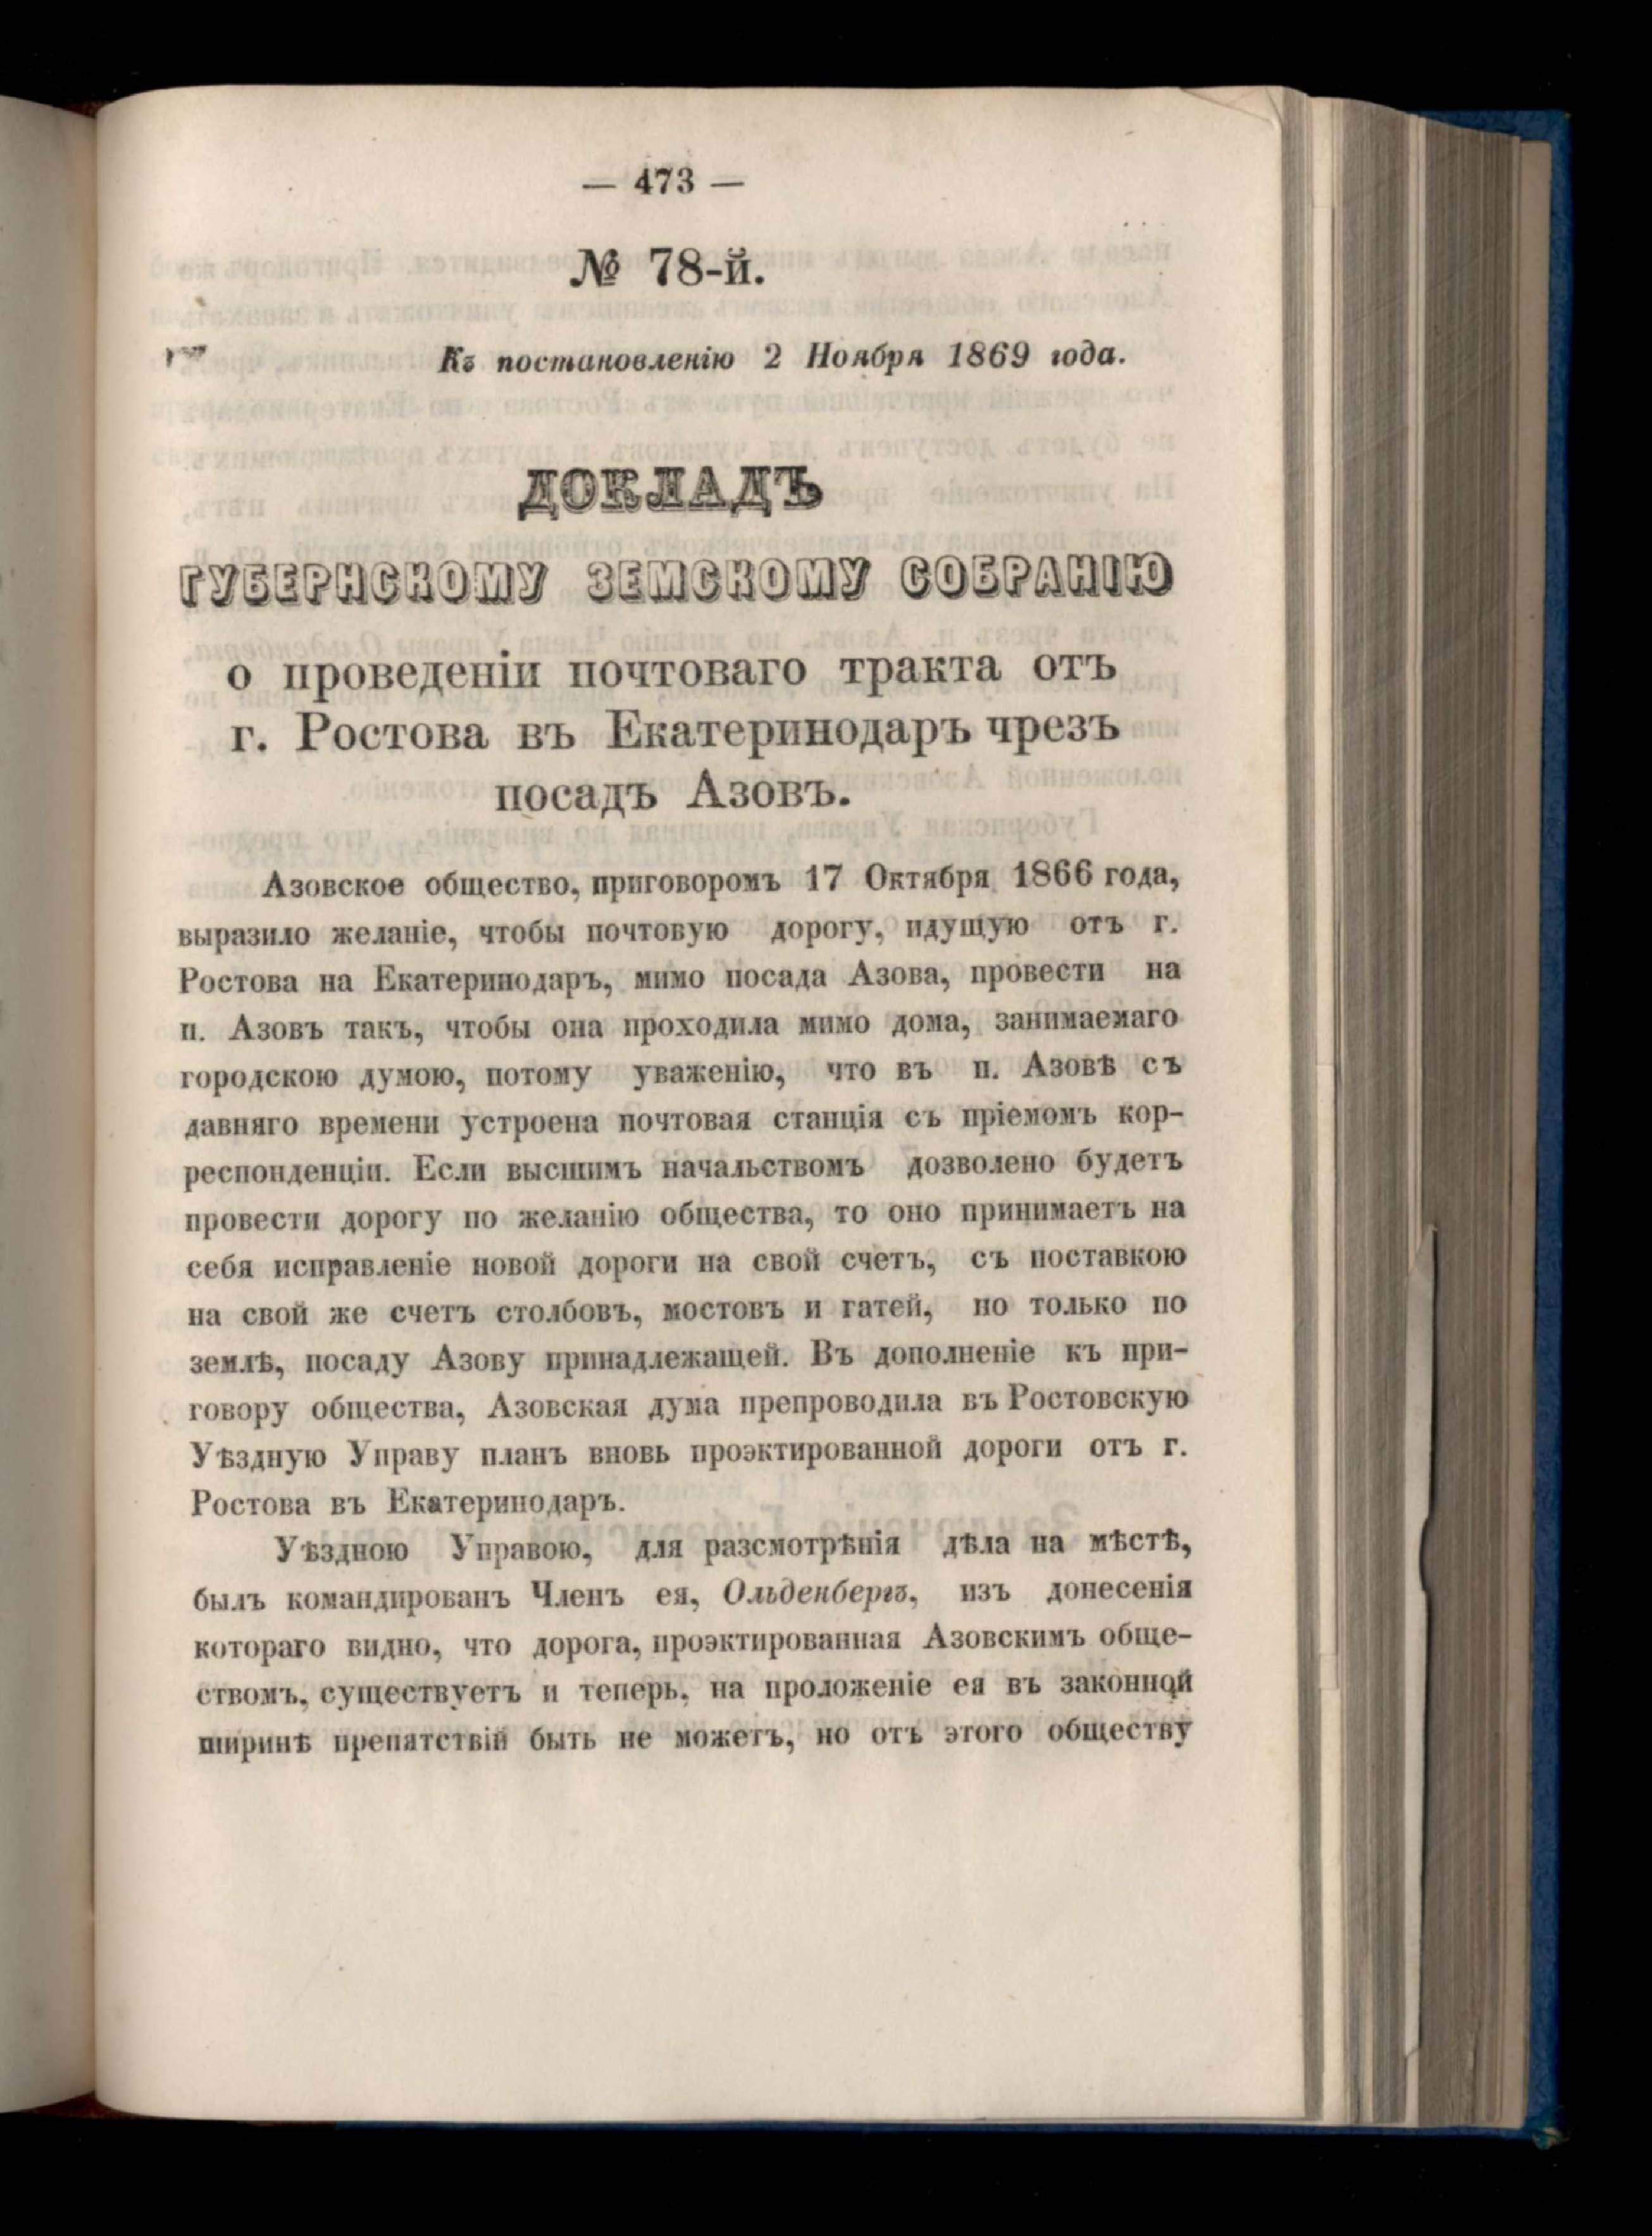 — 473 —
№ 78-й.
Къ постановленію 2 Ноября 1869 года.
ДОКЛАДЪ
ГУБЕРНСКОМУ ЗЕМСКОМУ СОБРАНІЮ
о проведеніи почтоваго тракта отъ
г. Ростова въ Екатеринодаръ чрезъ
посадъ Азовъ.
Азовское общество, приговоромъ 17 Октября 1866 года,
выразило желаніе, чтобы почтовую дорогу, идущую отъ г.
Ростова на Екатеринодаръ, мимо посада Азова, провести на
п. Азовъ такъ, чтобы она проходила мимо дома, занимаемаго
городскою думою, потому уваженію, что въ п. Азовѣ съ
давняго времени устроена почтовая станція съ пріемомъ кор-
респонденціи. Если высшимъ начальствомъ дозволено будетъ
провести дорогу по желанію общества, то оно принимаетъ на
себя исправленіе новой дороги на свой счетъ, съ поставкою
на свой же счетъ столбовъ, мостовъ и гатей, но только по
землѣ, посаду Азову принадлежащей. Въ дополненіе къ при-
говору общества, Азовская дума препроводила въ Ростовскую
Уѣздную Управу планъ вновь проэктированной дороги отъ г.
Ростова въ Екатеринодаръ.
Уѣздною Управою, для разсмотрѣнія дѣла на мѣстѣ,
былъ командированъ Членъ ея, Ольденбергъ, изъ донесенія
котораго видно, что дорога, проэктированная Азовскимъ обще-
ствомъ, существуетъ и теперь, на проложеніе ея въ законной
ширинѣ препятствій быть не можетъ, но отъ этого обществу